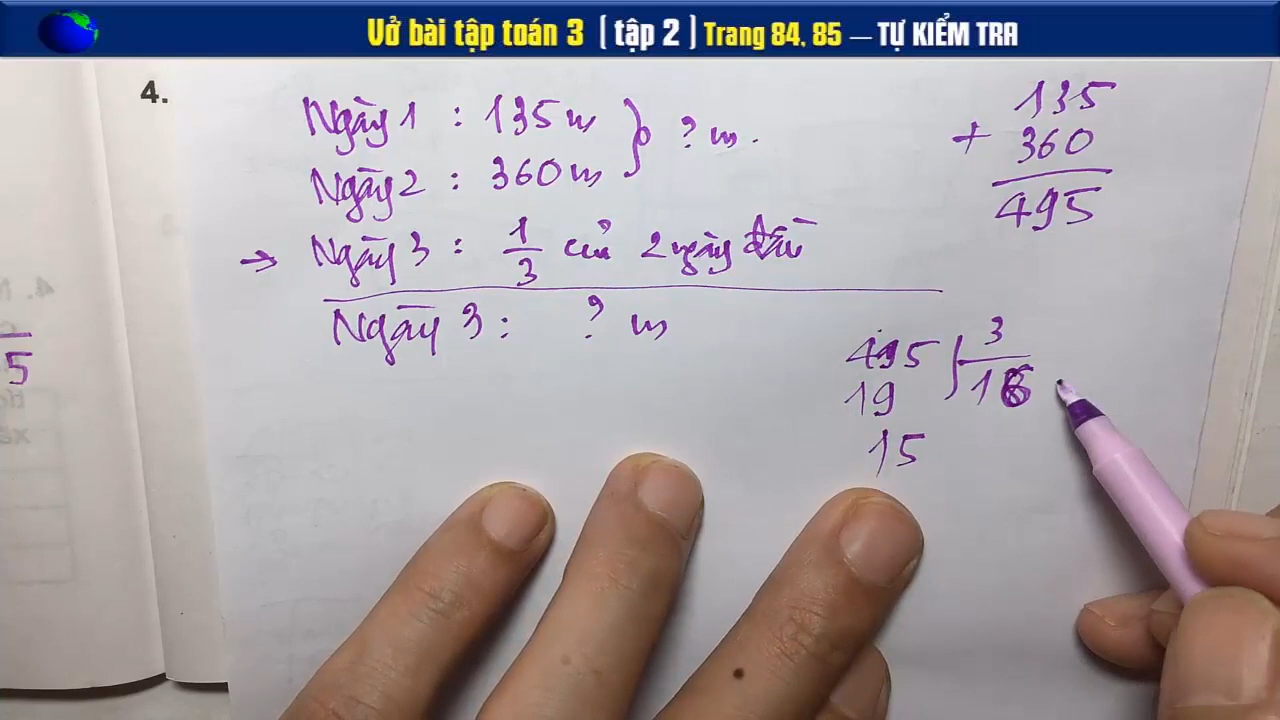 Vở bài tập toán 3 ( tập 2 ) Trang 84, 85 — TỰ KIỂM TRA
4.
Ngày 1 : 135 m } ? m .
Ngày 2 : 360 m
→ Ngày 3 : 1/3 của 2 ngày đầu
Ngày 3 : ? m
135
+ 360
495
495 3
19 16
15
5